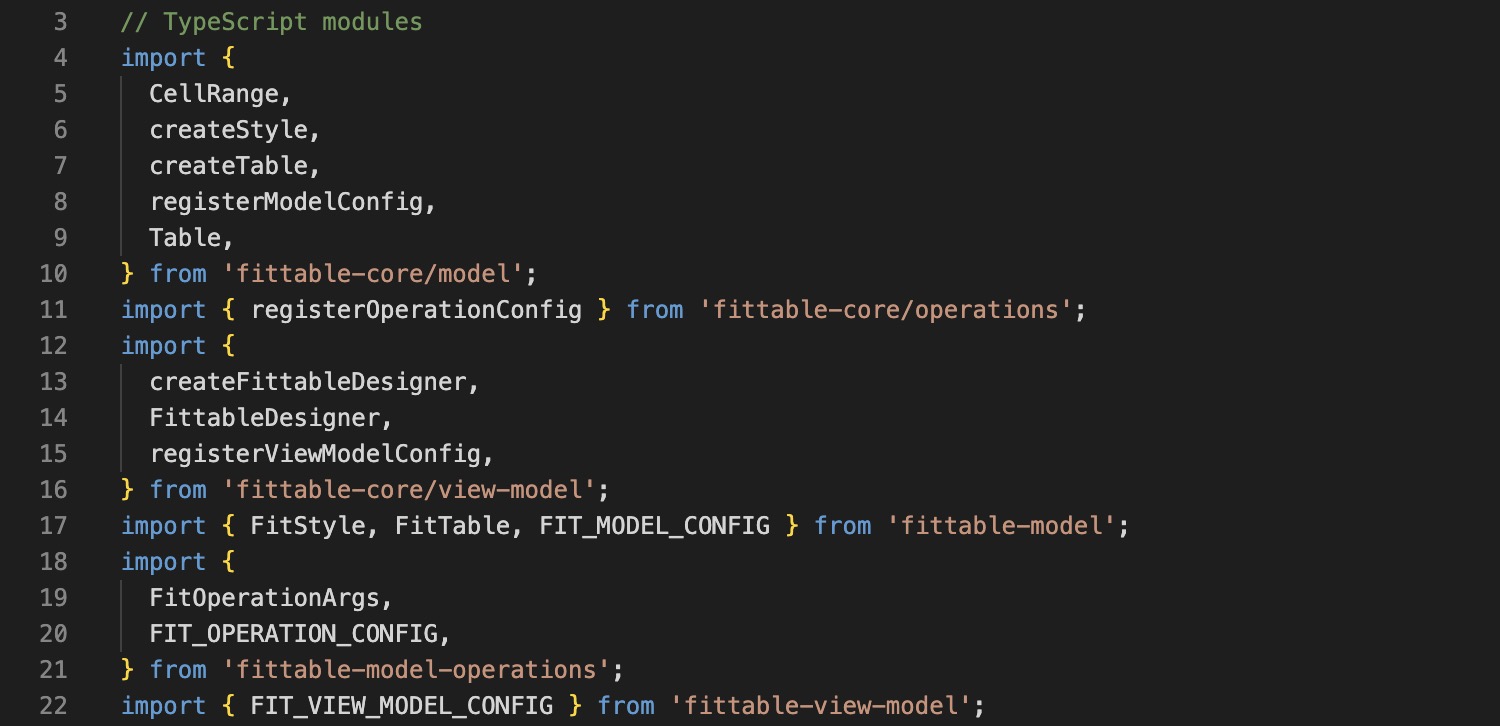 3 // TypeScript modules
4 import {
5 CellRange,
6 createStyle,
7 createTable,
8 registerModelConfig,
9 Table,
10 } from 'fittable-core/model';
11 import { registerOperationConfig } from 'fittable-core/operations';
12 import {
13 createFittableDesigner,
14 FittableDesigner,
15 registerViewModelConfig,
16 } from 'fittable-core/view-model';
17 import { FitStyle, FitTable, FIT_MODEL_CONFIG } from 'fittable-model';
18 import {
19 FitOperationArgs,
20 FIT_OPERATION_CONFIG,
21 } from 'fittable-model-operations';
22 import { FIT_VIEW_MODEL_CONFIG } from 'fittable-view-model';